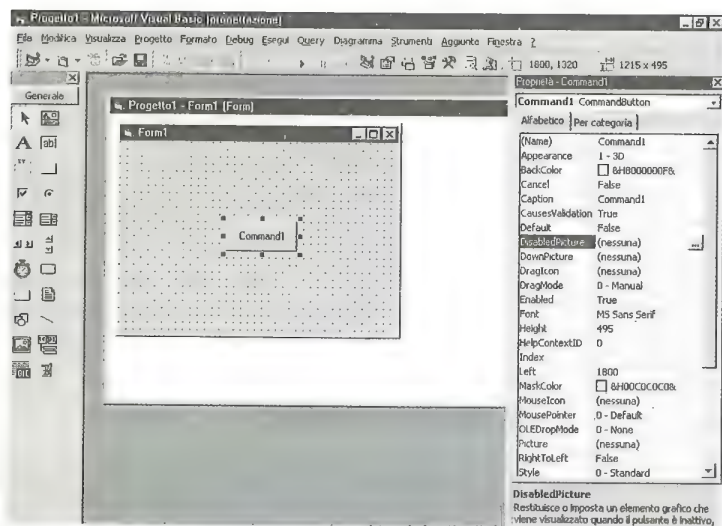 Progetto1 - Microsoft Visual Basic [progettazione]
File Modifica Visualizza Progetto Formato Debug Esegui Query Diagramma Strumenti Aggiunte Finestra ?
1800, 1320 1215 x 495
Generale
A ab|
XY
OLE
Progetto1 - Form1 (Form)
Form1
Command1
Proprietà - Command1
Command1 CommandButton
Alfabetico Per categoria
(Name) Command1
Appearance 1 - 3D
BackColor &H8000000F&
Cancel False
Caption Command1
CausesValidation True
Default False
DisabledPicture (nessuna) ...
DownPicture (nessuna)
DragIcon (nessuna)
DragMode 0 - Manual
Enabled True
Font MS Sans Serif
Height 495
HelpContextID 0
Index
Left 1800
MaskColor &H00C0C0C0&
MouseIcon (nessuna)
MousePointer 0 - Default
OLEDropMode 0 - None
Picture (nessuna)
RightToLeft False
Style 0 - Standard
DisabledPicture
Restituisce o imposta un elemento grafico che
viene visualizzato quando il pulsante è inattivo,